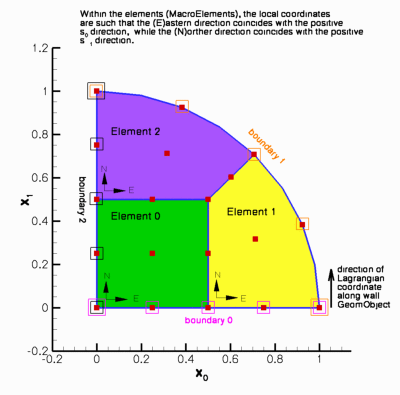 Within the elements (MacroElements), the local coordinates
are such that the (E)astern direction coincides with the positive
s₀ direction, while the (N)orther direction coincides with the positive
s ₁ direction.
1.2
1
0.8
0.6
0.4
0.2
0
-0.2
X₁
Element 2
boundary 1
N
E
boundary 2
Element 0
Element 1
N
E
N
E
direction of
Lagrangian
coordinate
along wall
GeomObject
boundary 0
-0.2
0
0.2
0.4
0.6
0.8
1
X₀